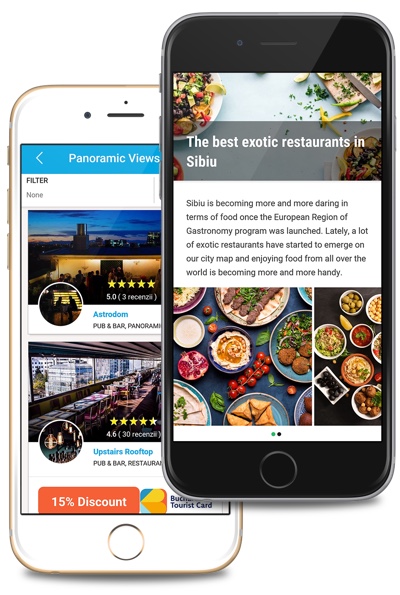 Panoramic Views
FILTER
None
5.0 ( 3 recenzii )
Astrodom
PUB & BAR, PANORAMI
4.6 ( 30 recenzii )
Upstairs Rooftop
PUB & BAR, RESTAURA
15% Discount
Buch
Tourist Card
The best exotic restaurants in
Sibiu
Sibiu is becoming more and more daring in
terms of food once the European Region of
Gastronomy program was launched. Lately, a lot
of exotic restaurants have started to emerge on
our city map and enjoying food from all over the
world is becoming more and more handy.